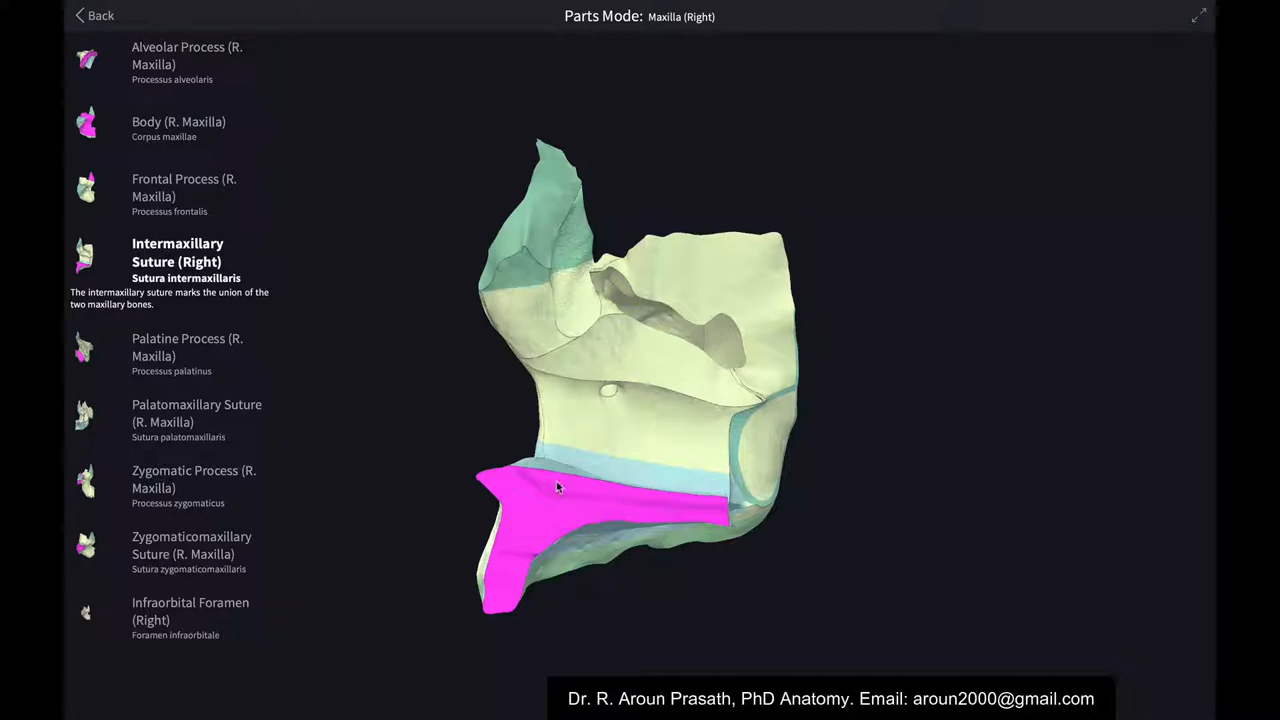 Back
Parts Mode: Maxilla (Right)
Alveolar Process (R.
Maxilla)
Processus alveolaris
Body (R. Maxilla)
Corpus maxillae
Frontal Process (R.
Maxilla)
Processus frontalis
Intermaxillary
Suture (Right)
Sutura intermaxillaris
The intermaxillary suture marks the union of the
two maxillary bones.
Palatine Process (R.
Maxilla)
Processus palatinus
Palatomaxillary Suture
(R. Maxilla)
Sutura palatomaxillaris
Zygomatic Process (R.
Maxilla)
Processus zygomaticus
Zygomaticomaxillary
Suture (R. Maxilla)
Sutura zygomaticomaxillaris
Infraorbital Foramen
(Right)
Foramen infraorbitale
Dr. R. Aroun Prasath, PhD Anatomy. Email: aroun2000@gmail.com